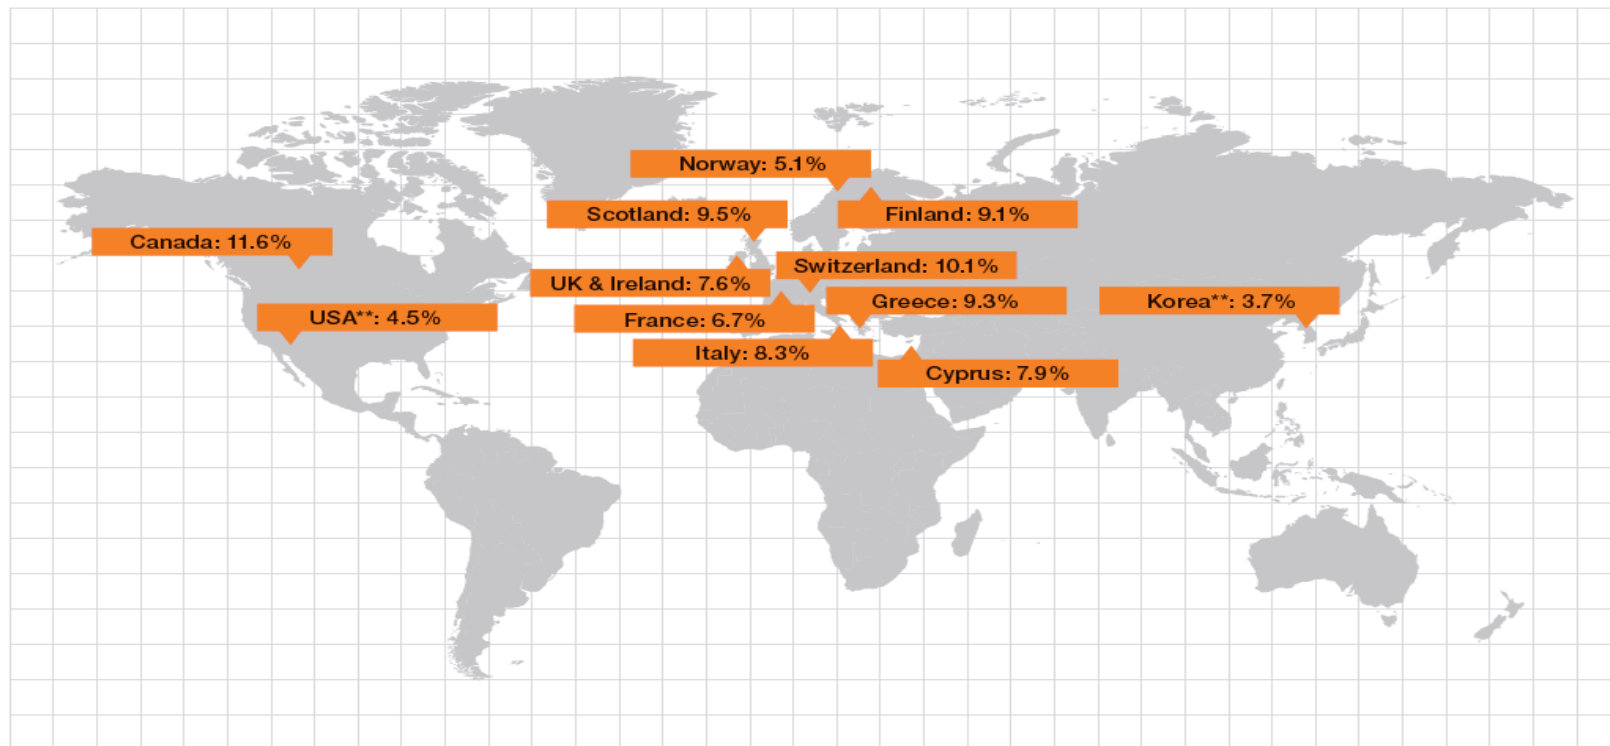 Norway: 5.1%
Scotland: 9.5%
Finland: 9.1%
Canada: 11.6%
Switzerland: 10.1%
UK & Ireland: 7.6%
Greece: 9.3%
Korea**: 3.7%
USA**: 4.5%
France: 6.7%
Italy: 8.3%
Cyprus: 7.9%